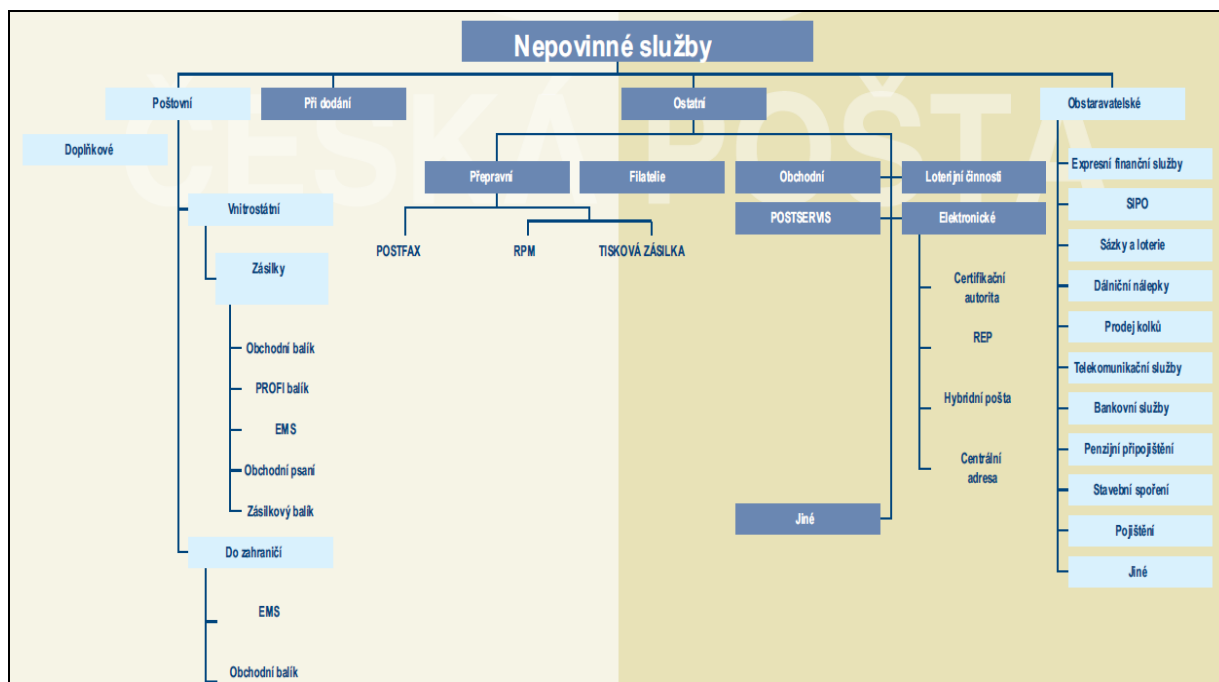 Nepovinné služby
ČESKÁ POŠTA
Poštovní
Při dodání
Ostatní
Obstaravatelské
Doplňkové
Přepravní
Filatelie
Obchodní
Loterijní činnosti
Expresní finanční služby
Vnitrostátní
POSTSERVIS
Elektronické
SIPO
POSTFAX
RPM
TISKOVÁ ZÁSILKA
Sázky a loterie
Zásilky
Certifikační
autorita
Dálniční nálepky
Obchodní balík
REP
Prodej kolků
PROFI balík
Hybridní pošta
Telekomunikační služby
EMS
Bankovní služby
Obchodní psaní
Centrální
adresa
Penzijní připojištění
Zásilkový balík
Stavební spoření
Jiné
Pojištění
Do zahraničí
Jiné
EMS
Obchodní balík